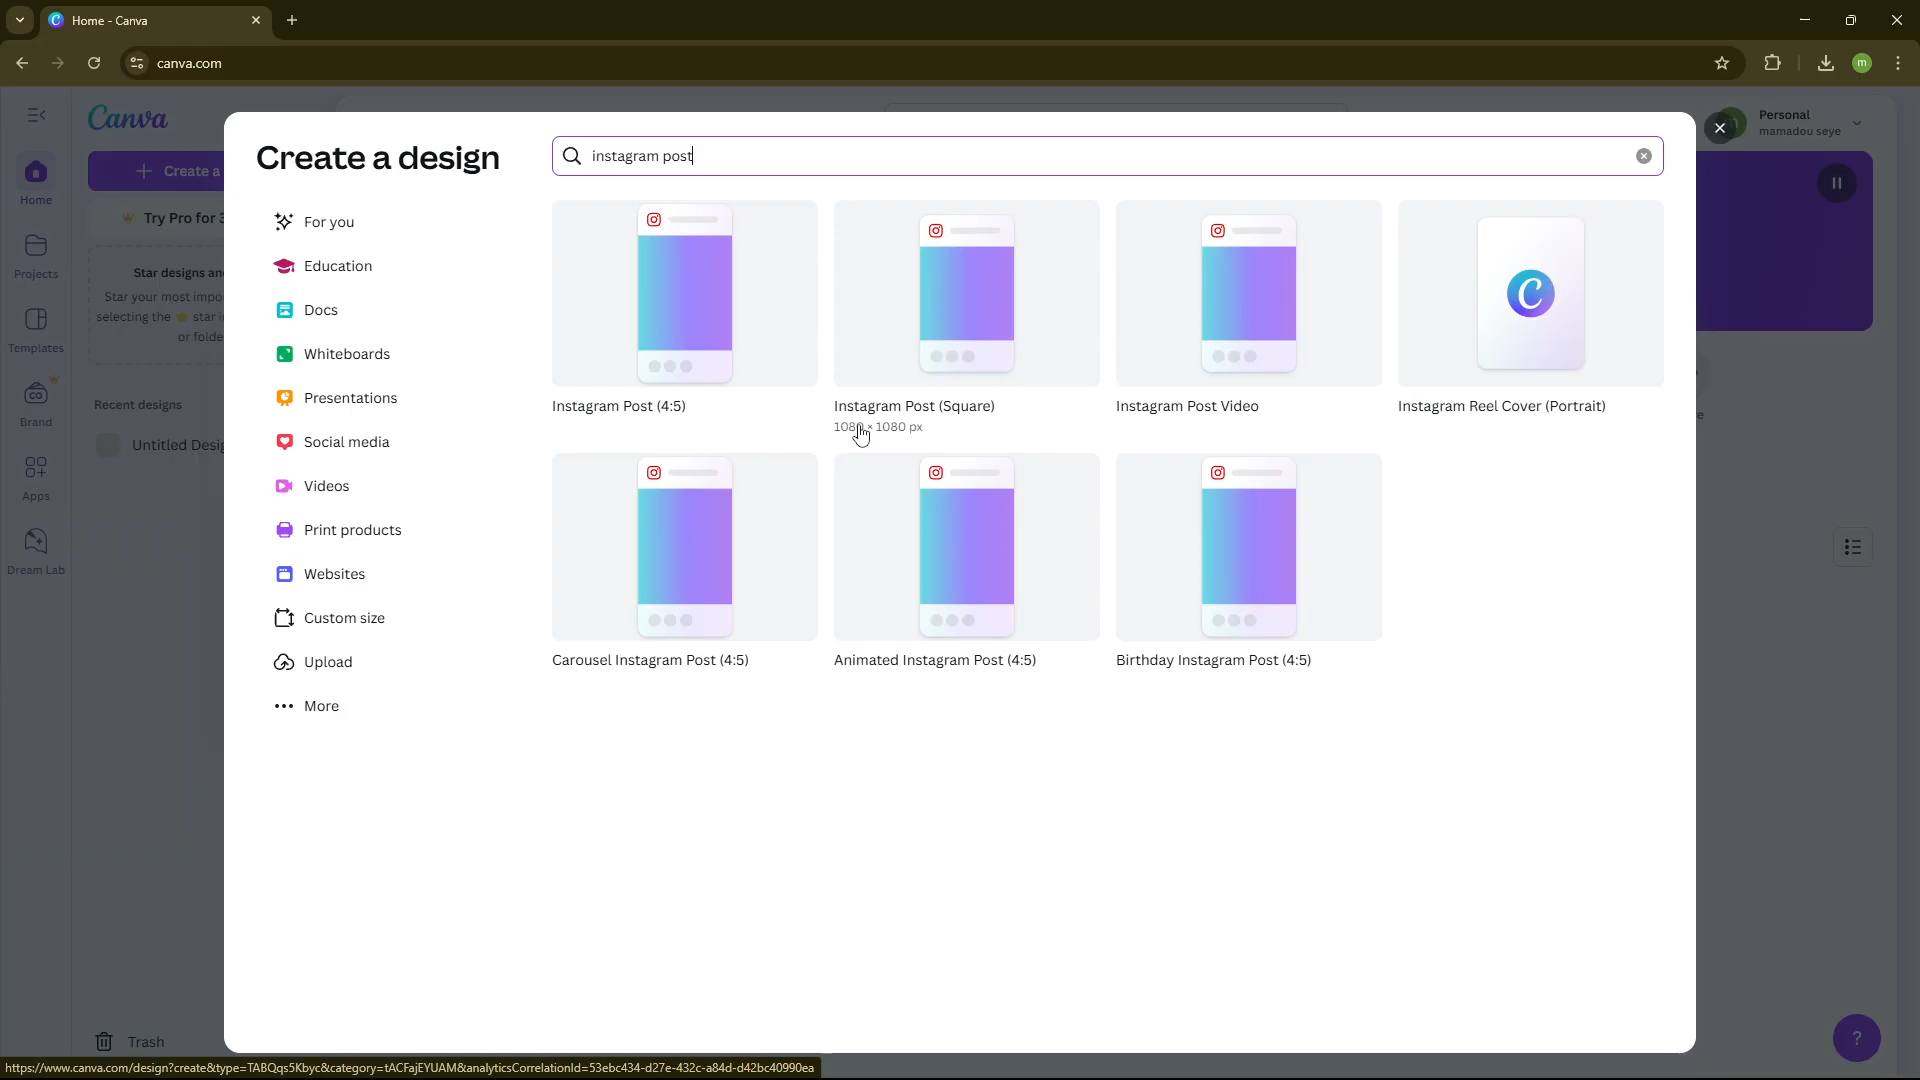 Home - Canva
canva.com
m
Canva
Create a
Try Pro for 3
Star designs and
Star your most impo
selecting the star i
or folde
Recent designs
Untitled Desig
Home
Projects
Templates
Brand
Apps
Dream Lab
Trash
Personal
mamadou seye
Create a design
instagram post
For you
Education
Docs
Whiteboards
Presentations
Social media
Videos
Print products
Websites
Custom size
Upload
More
Instagram Post (4:5)
Instagram Post (Square)
1080 × 1080 px
Instagram Post Video
Instagram Reel Cover (Portrait)
Carousel Instagram Post (4:5)
Animated Instagram Post (4:5)
Birthday Instagram Post (4:5)
?
https://www.canva.com/design?create&type=TABQqs5Kbyc&category=tACFajEYUAM&analyticsCorrelationId=53ebc434-d27e-432c-a84d-d42bc40990ea